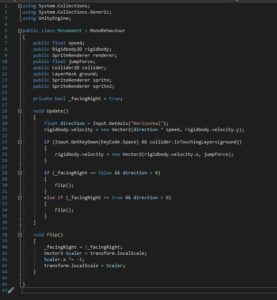 using System.Collections;
using System.Collections.Generic;
using UnityEngine;
public class Movement : MonoBehaviour
{
public float speed;
public Rigidbody2D rigidbody;
public SpriteRenderer renderer;
public float jumpForce;
public Collider2D collider;
public LayerMask ground;
public SpriteRenderer sprite;
public SpriteRenderer sprite1;
private bool _facingRight = true;
void Update()
{
float direction = Input.GetAxis("Horizontal");
rigidbody.velocity = new Vector2(direction * speed, rigidbody.velocity.y);
if (Input.GetKeyDown(KeyCode.Space) && collider.IsTouchingLayers(ground))
{
rigidbody.velocity = new Vector2(rigidbody.velocity.x, jumpForce);
}
if (_facingRight == false && direction > 0)
{
Flip();
}
else if (_facingRight == true && direction < 0)
{
Flip();
}
}
void Flip()
{
_facingRight = !_facingRight;
Vector3 Scaler = transform.localScale;
Scaler.x *= -1;
transform.localScale = Scaler;
}
}